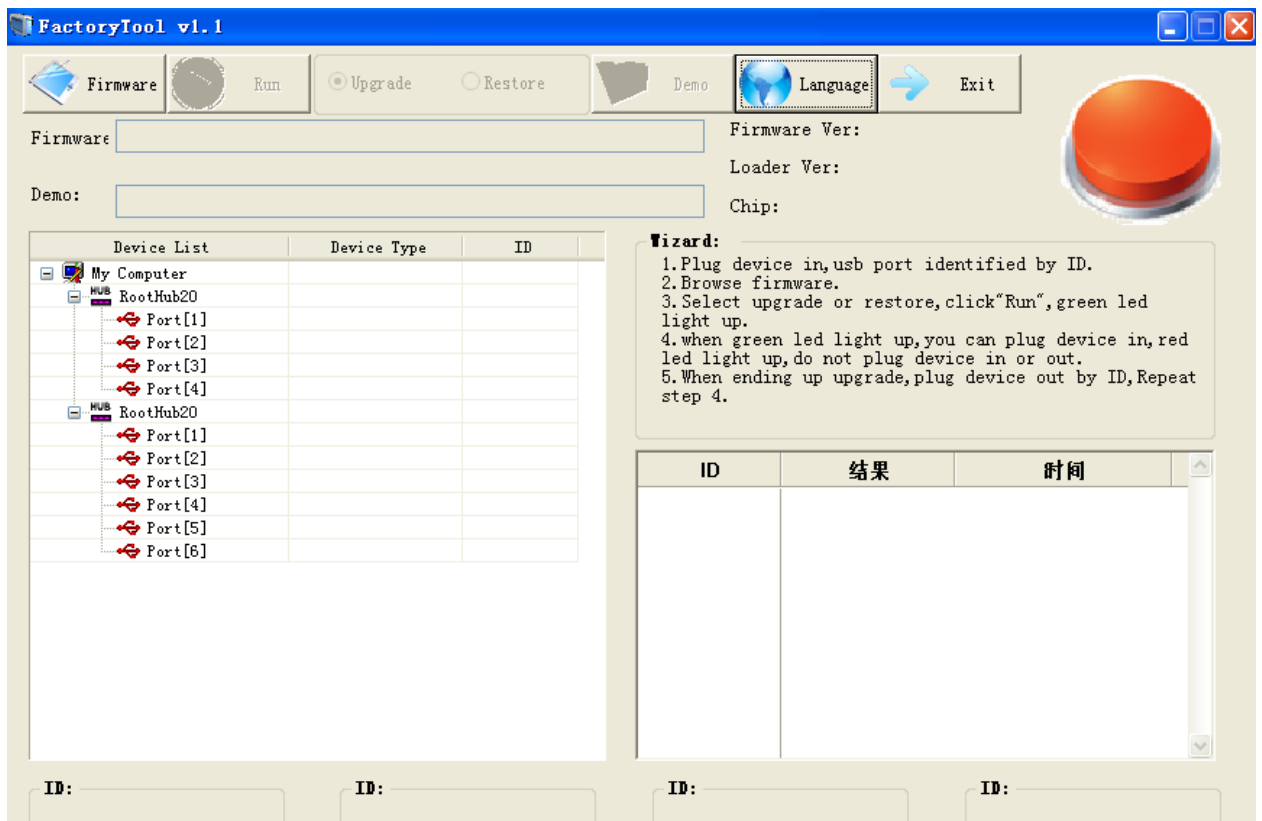 FactoryTool v1.1
Firmware
Run
Upgrade
Restore
Demo
Language
Exit
Firmware
Firmware Ver:
Loader Ver:
Demo:
Chip:
Device List Device Type ID
My Computer
HUB RootHub20
Port[1]
Port[2]
Port[3]
Port[4]
HUB RootHub20
Port[1]
Port[2]
Port[3]
Port[4]
Port[5]
Port[6]
Wizard:
1.Plug device in,usb port identified by ID.
2.Browse firmware.
3.Select upgrade or restore,click"Run",green led
light up.
4.when green led light up,you can plug device in,red
led light up,do not plug device in or out.
5.When ending up upgrade,plug device out by ID,Repeat
step 4.
ID 结果 时间
ID: ID: ID: ID: